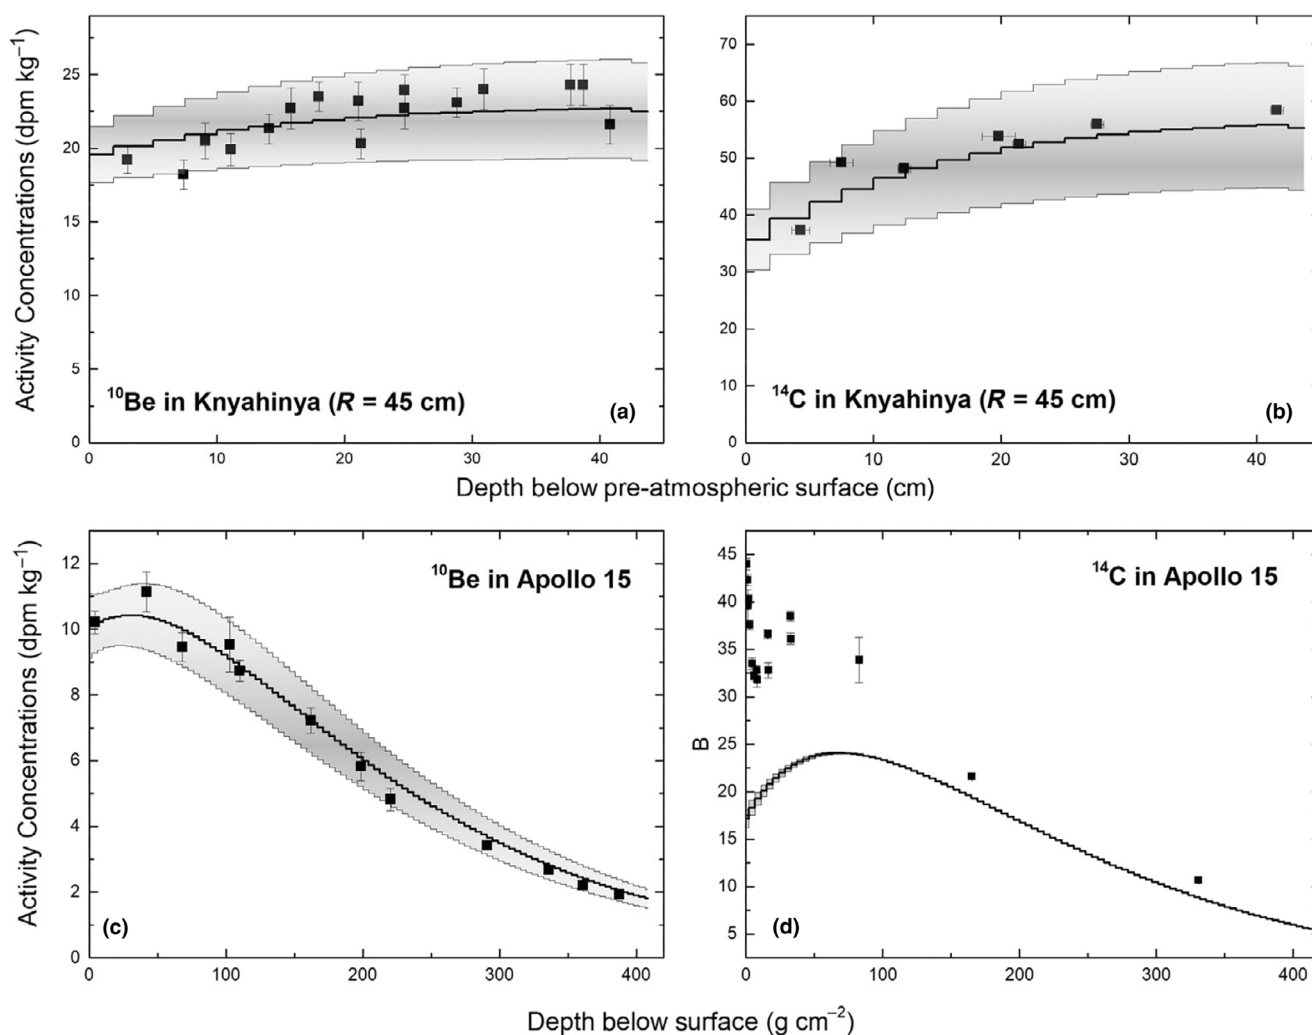 Activity Concentrations (dpm kg⁻¹)
25
20
15
10
5
0
¹⁰Be in Knyahinya (R = 45 cm)
(a)
0 10 20 30 40
70
60
50
40
30
20
10
0
¹⁴C in Knyahinya (R = 45 cm)
(b)
0 10 20 30 40
Depth below pre-atmospheric surface (cm)
Activity Concentrations (dpm kg⁻¹)
12
10
8
6
4
2
0
¹⁰Be in Apollo 15
(c)
0 100 200 300 400
B
45
40
35
30
25
20
15
10
5
¹⁴C in Apollo 15
(d)
0 100 200 300 400
Depth below surface (g cm⁻²)